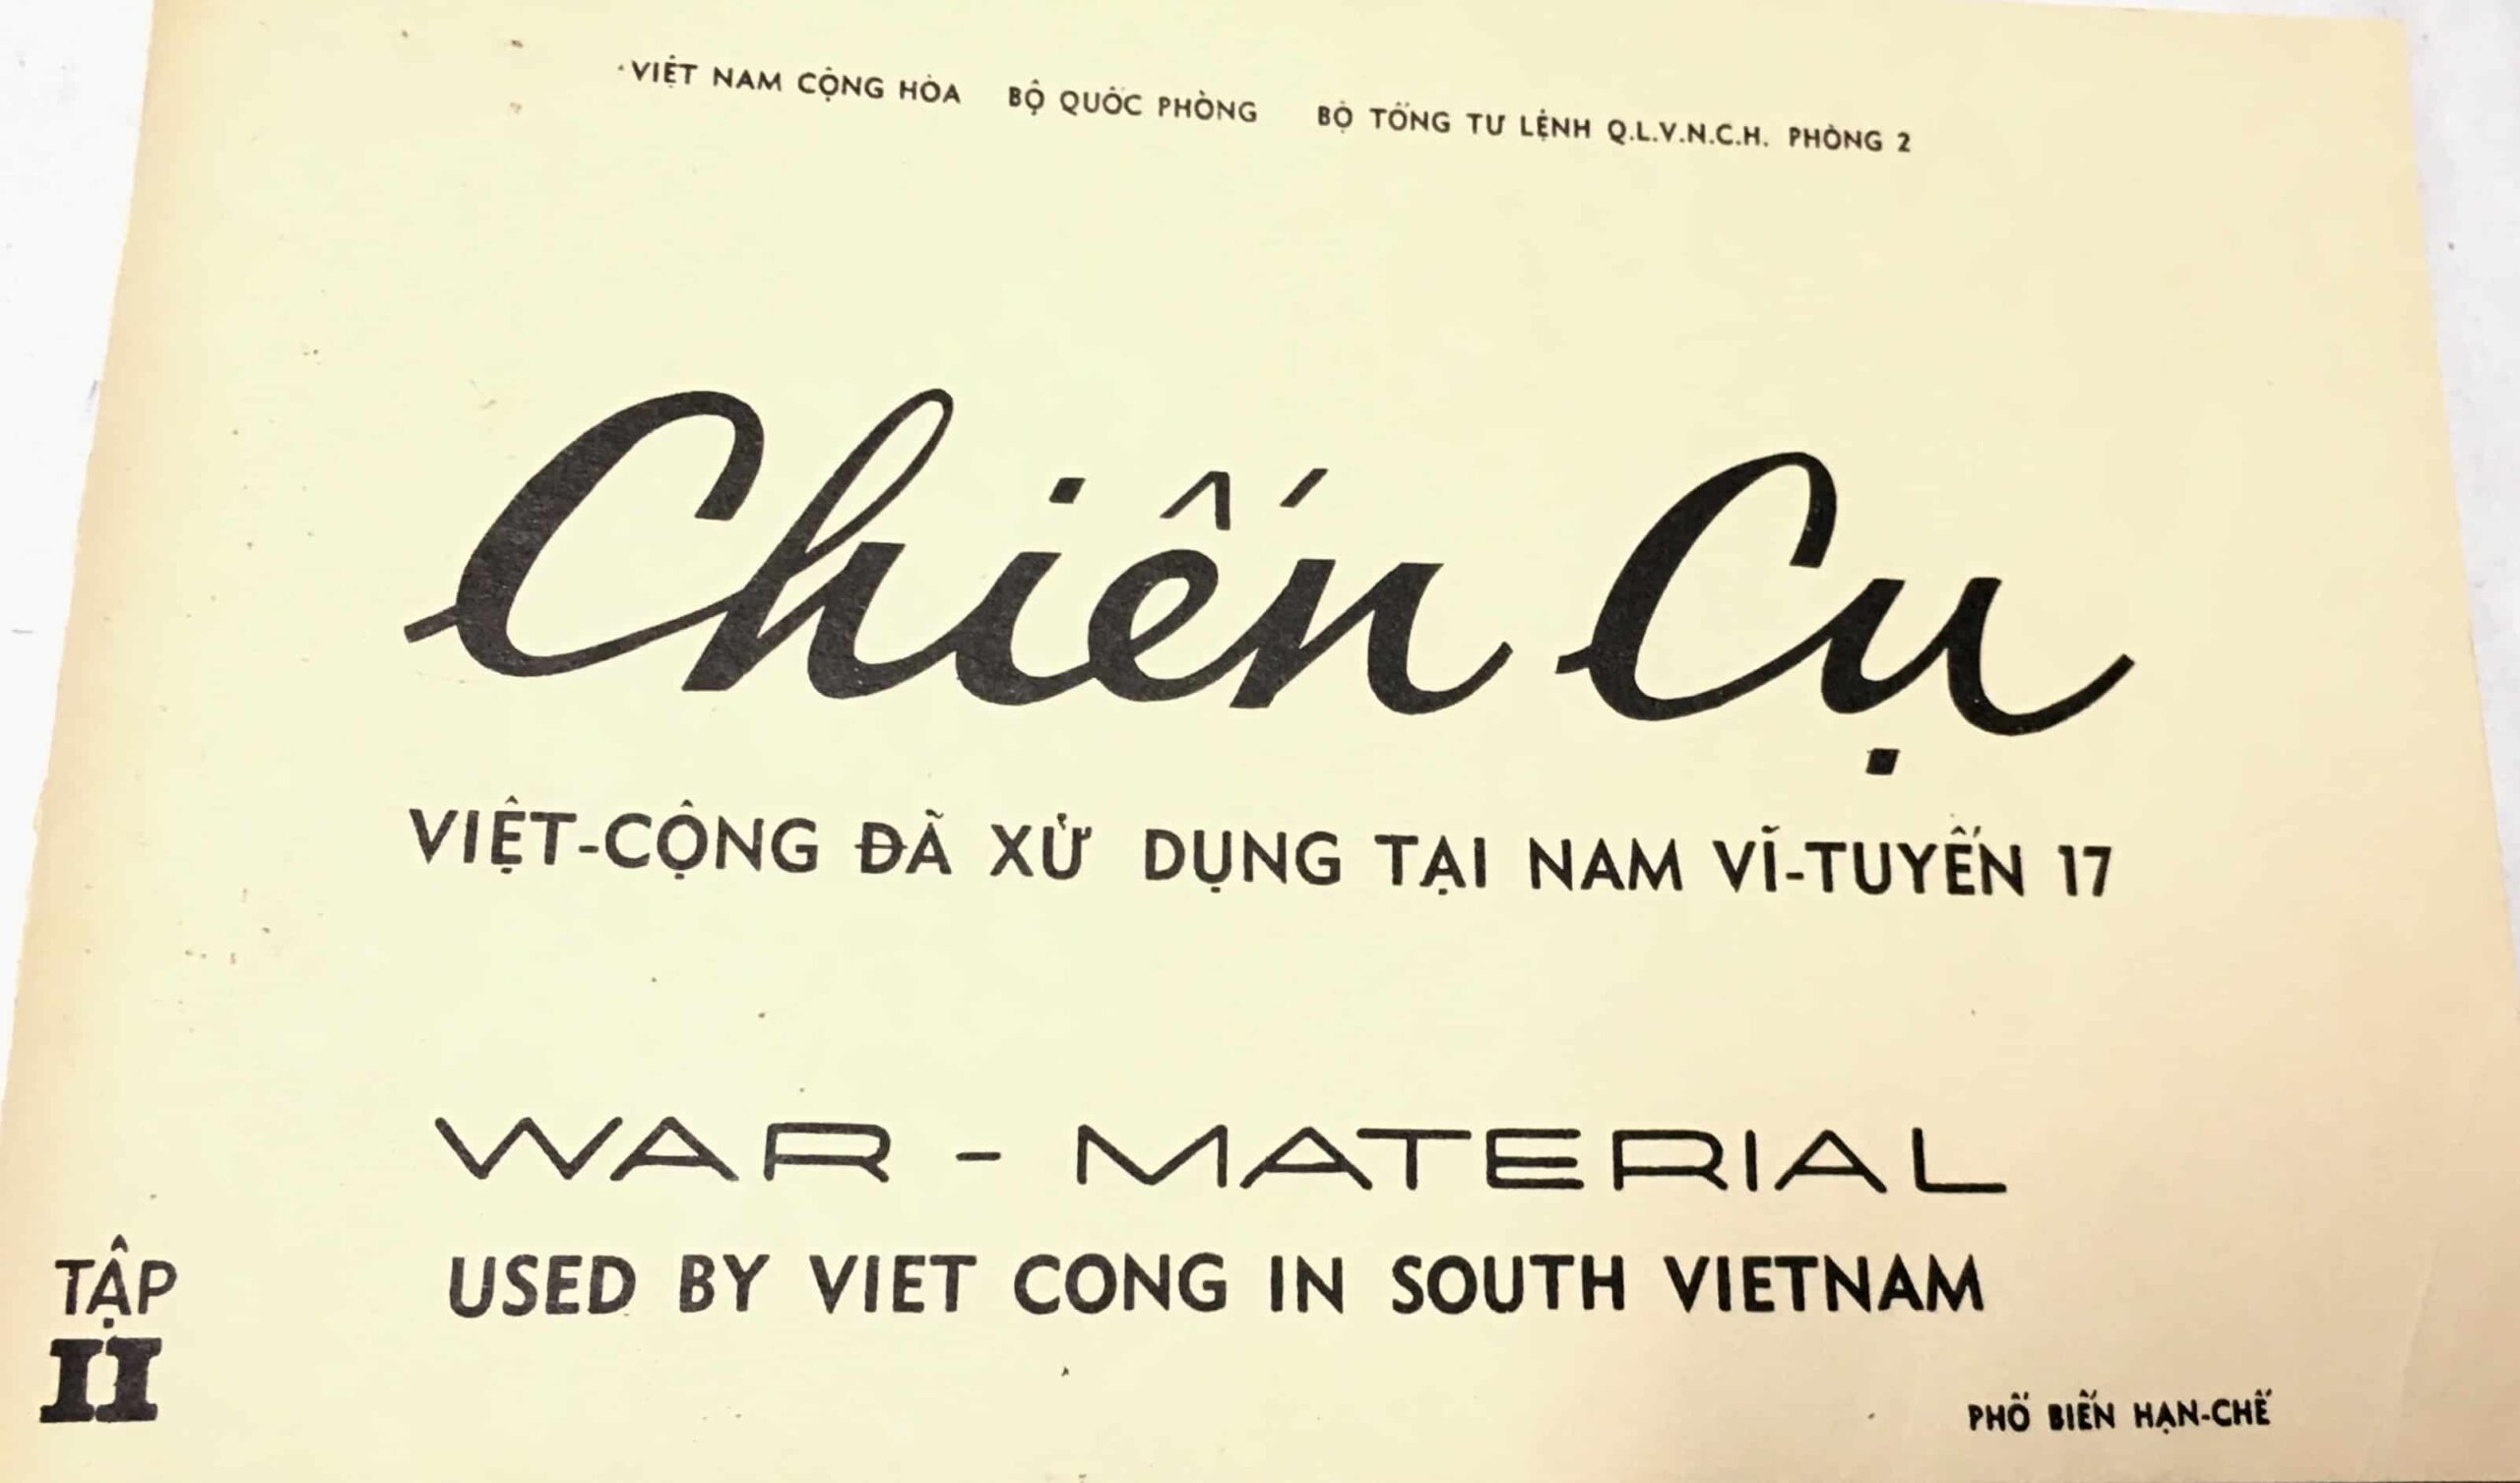 VIỆT NAM CỘNG HÒA BỘ QUỐC PHÒNG BỘ TỔNG TƯ LỆNH Q.L.V.N.C.H. PHÒNG 2
Chiến Cụ
VIỆT-CỘNG ĐÃ XỬ DỤNG TẠI NAM VĨ-TUYẾN 17
WAR - MATERIAL
USED BY VIET CONG IN SOUTH VIETNAM
TẬP
II
PHỔ BIẾN HẠN-CHẾ